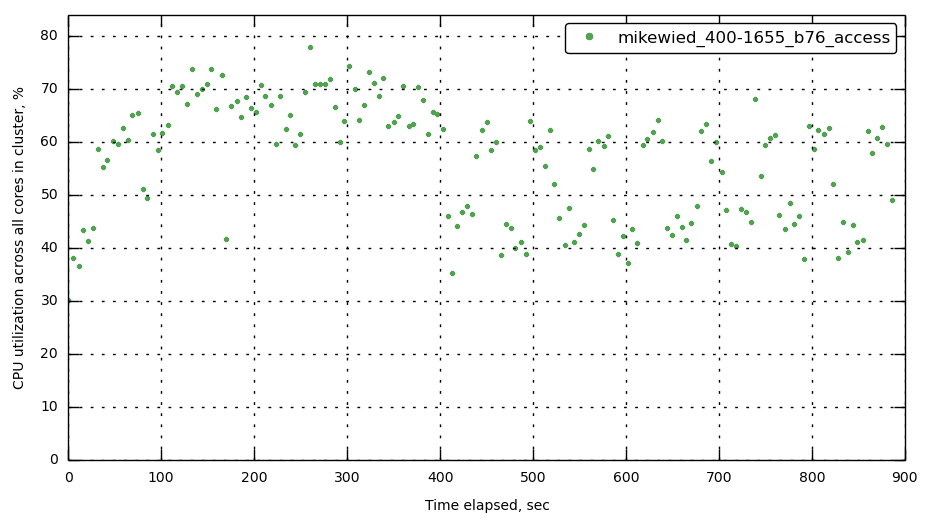 mikewied_400-1655_b76_access
CPU utilization across all cores in cluster, %
80
70
60
50
40
30
20
10
0
0 100 200 300 400 500 600 700 800 900
Time elapsed, sec